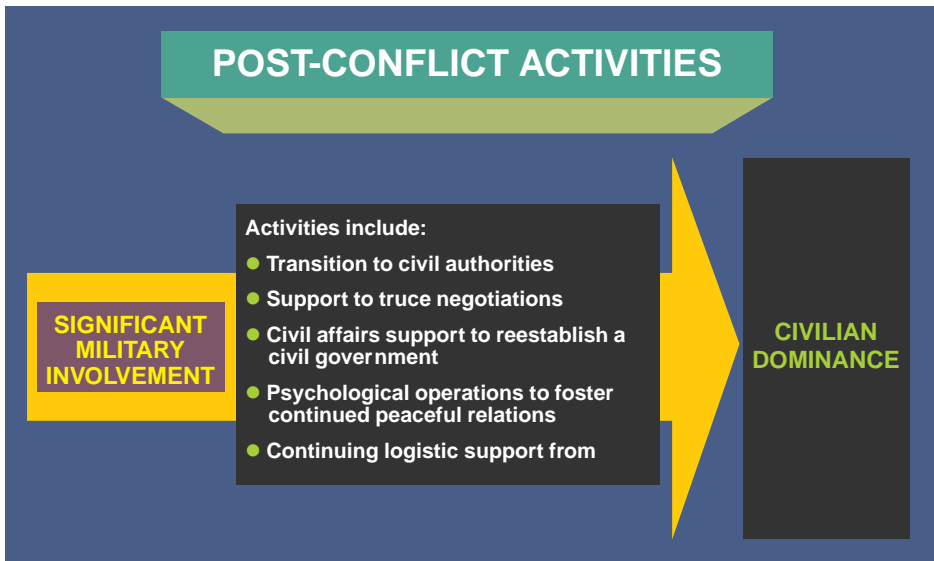 POST-CONFLICT ACTIVITIES
SIGNIFICANT
MILITARY
INVOLVEMENT
Activities include:
Transition to civil authorities
Support to truce negotiations
Civil affairs support to reestablish a
civil government
Psychological operations to foster
continued peaceful relations
Continuing logistic support from
CIVILIAN
DOMINANCE